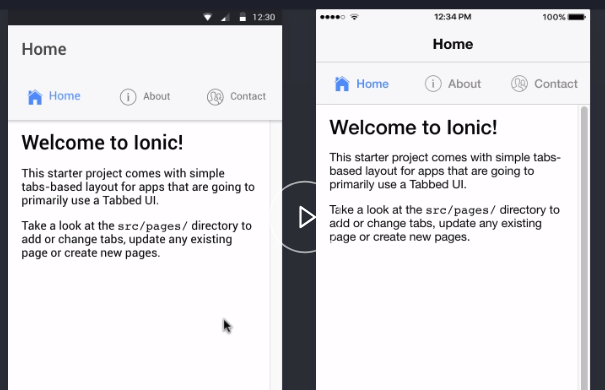 12:30
Home
Home About Contact
Welcome to Ionic!
This starter project comes with simple
tabs-based layout for apps that are going to
primarily use a Tabbed UI.
Take a look at the src/pages/ directory to
add or change tabs, update any existing
page or create new pages.
12:34 PM 100%
Home
Home About Contact
Welcome to Ionic!
This starter project comes with simple tabs-
based layout for apps that are going to
primarily use a Tabbed UI.
Take a look at the src/pages/ directory to
add or change tabs, update any existing
page or create new pages.